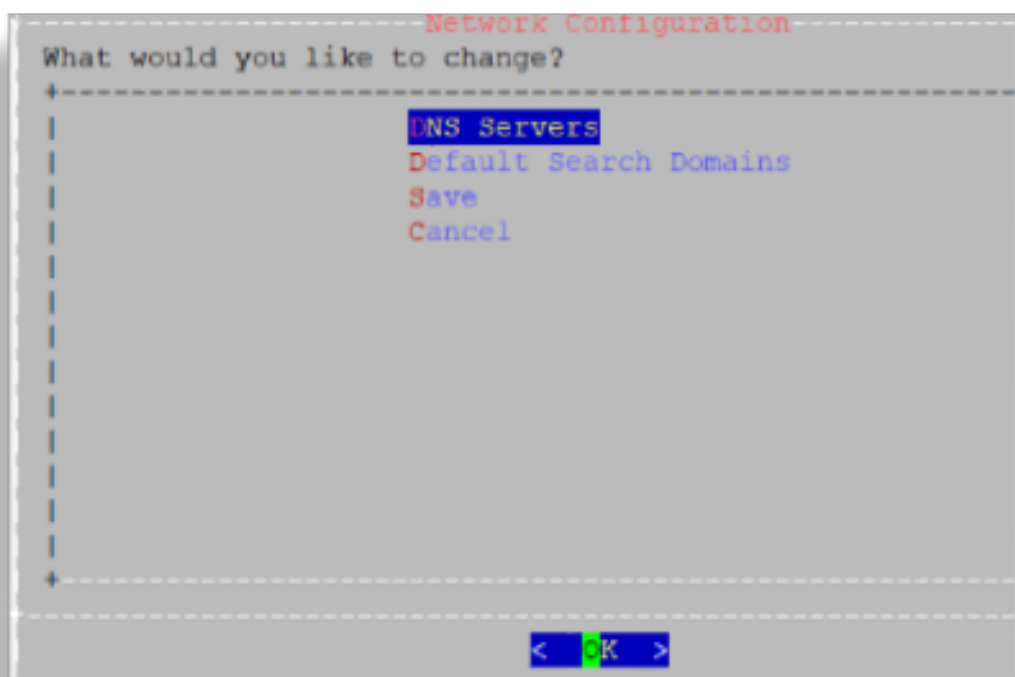 Network Configuration
What would you like to change?
DNS Servers
Default Search Domains
Save
Cancel
< OK >